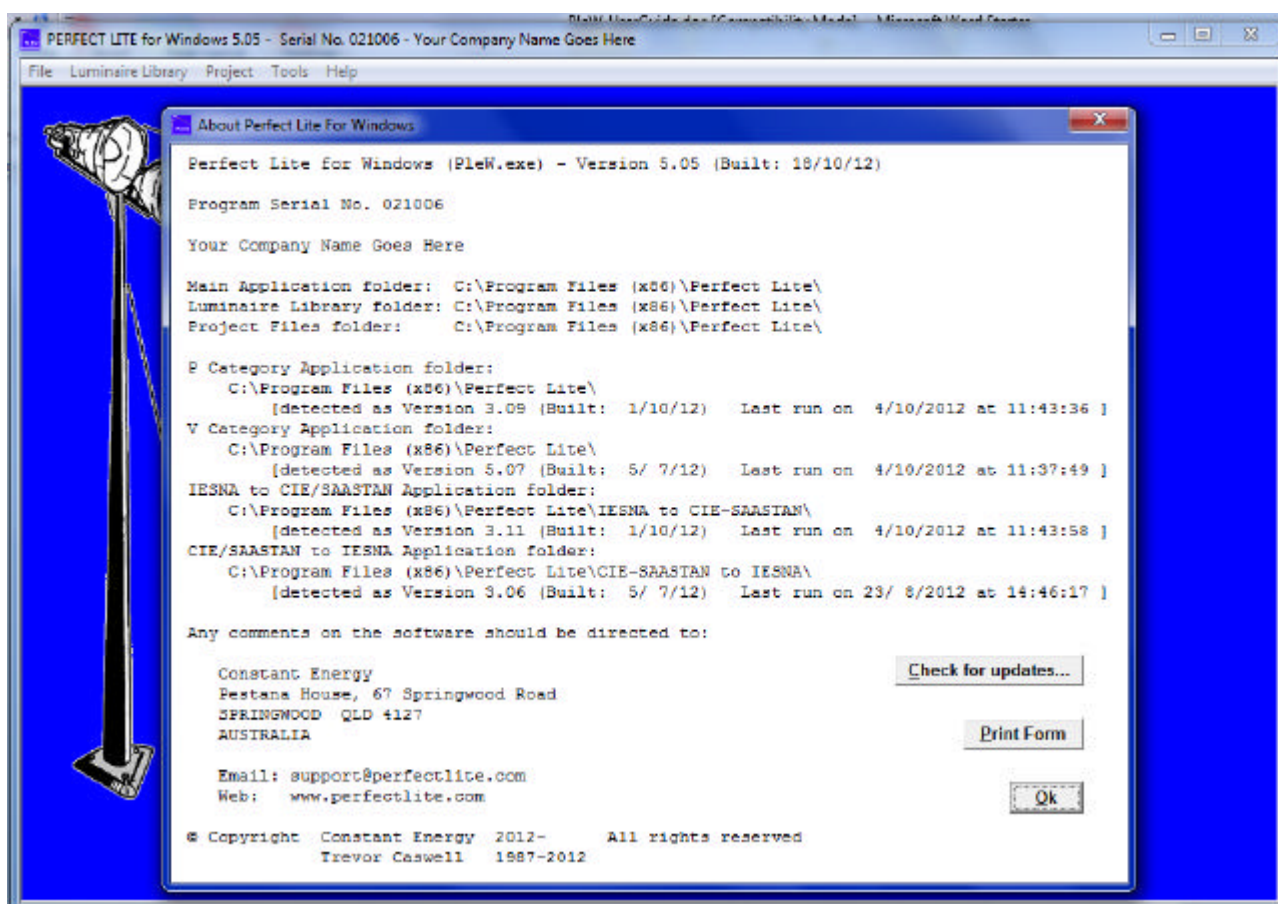 PERFECT LITE for Windows 5.05 - Serial No. 021006 - Your Company Name Goes Here
File Luminaire Library Project Tools Help
About Perfect Lite For Windows
Perfect Lite for Windows (PleW.exe) - Version 5.05 (Built: 18/10/12)
Program Serial No. 021006
Your Company Name Goes Here
Main Application folder: C:\Program Files (x86)\Perfect Lite\
Luminaire Library folder: C:\Program Files (x86)\Perfect Lite\
Project Files folder: C:\Program Files (x86)\Perfect Lite\
P Category Application folder:
C:\Program Files (x86)\Perfect Lite\
[detected as Version 3.09 (Built: 1/10/12) Last run on 4/10/2012 at 11:43:36 ]
V Category Application folder:
C:\Program Files (x86)\Perfect Lite\
[detected as Version 5.07 (Built: 5/ 7/12) Last run on 4/10/2012 at 11:37:49 ]
IESNA to CIE/SAASTAN Application folder:
C:\Program Files (x86)\Perfect Lite\IESNA to CIE-SAASTAN\
[detected as Version 3.11 (Built: 1/10/12) Last run on 4/10/2012 at 11:43:58 ]
CIE/SAASTAN to IESNA Application folder:
C:\Program Files (x86)\Perfect Lite\CIE-SAASTAN to IESNA\
[detected as Version 3.06 (Built: 5/ 7/12) Last run on 23/ 8/2012 at 14:46:17 ]
Any comments on the software should be directed to:
Constant Energy
Pestana House, 67 Springwood Road
SPRINGWOOD QLD 4127
AUSTRALIA
Email: support@perfectlite.com
Web: www.perfectlite.com
Check for updates...
Print Form
Ok
© Copyright Constant Energy 2012- All rights reserved
Trevor Caswell 1987-2012